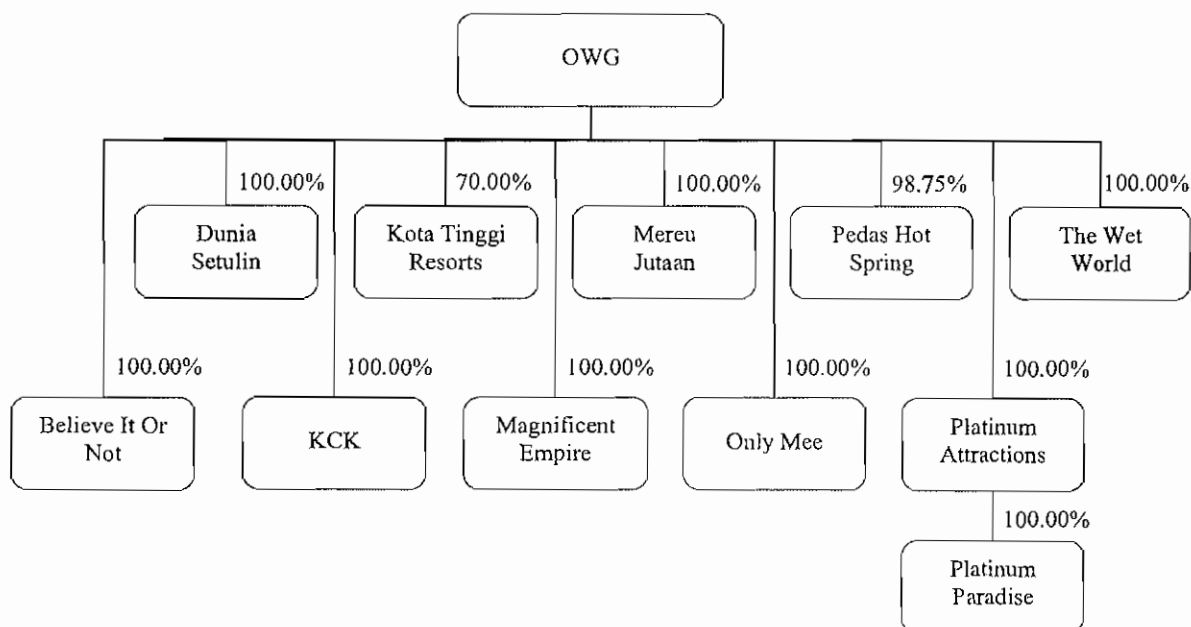 OWG
100.00%
70.00%
100.00%
98.75%
100.00%
Dunia
Setulin
Kota Tinggi
Resorts
Mereu
Jutaan
Pedas Hot
Spring
The Wet
World
100.00%
100.00%
100.00%
100.00%
100.00%
Believe It Or
Not
KCK
Magnificent
Empire
Only Mee
Platinum
Attractions
100.00%
Platinum
Paradise